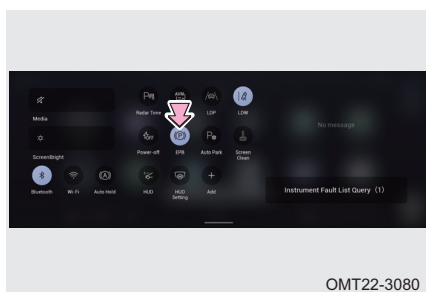 Radar Tone
AVM
LDP
LDW
Media
No message
Power-off
EPB
Auto Park
Screen
Clean
ScreenBright
Bluetooth
Wi-Fi
Auto Hold
HUD
HUD
Setting
Add
Instrument Fault List Query (1)
OMT22-3080